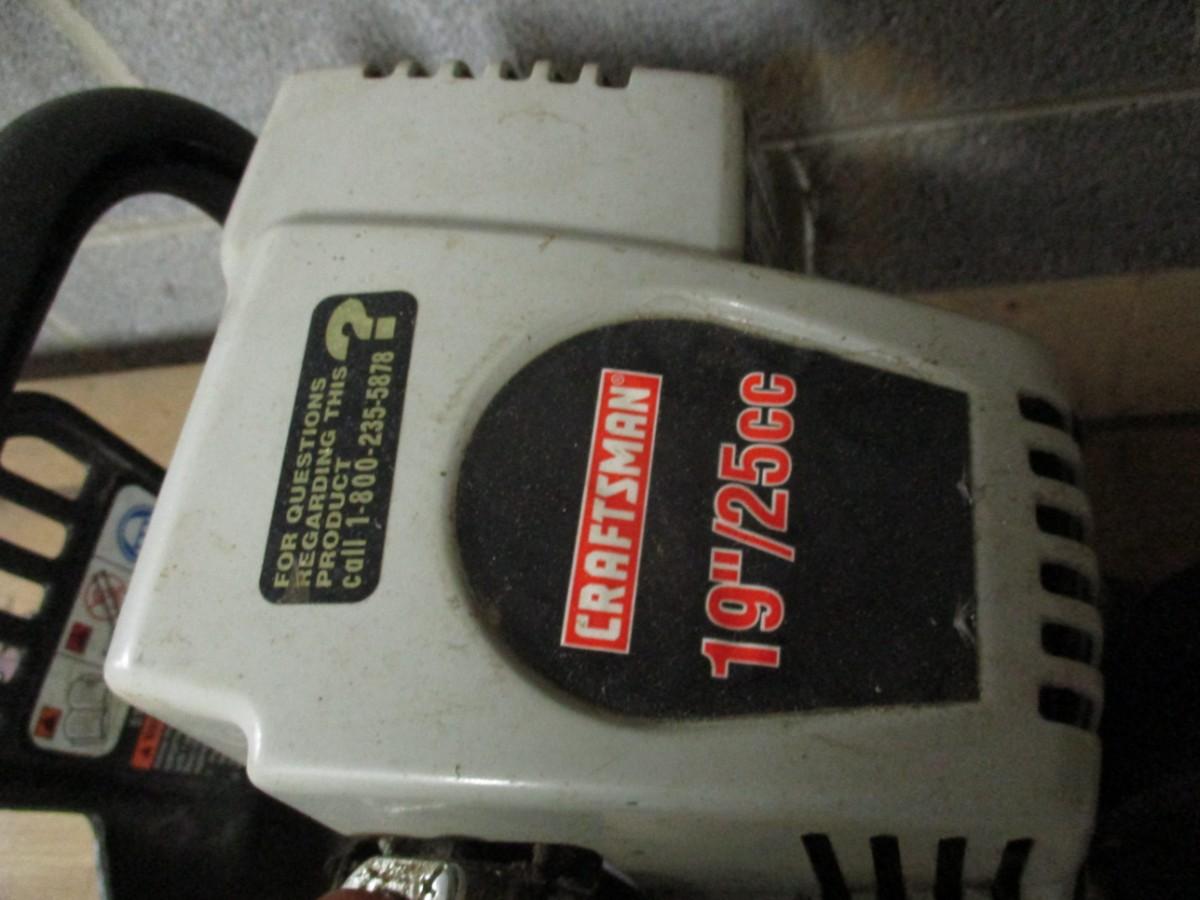 FOR QUESTIONS
REGARDING THIS
PRODUCT
call 1-800-235-5878
?
CRAFTSMAN®
19"/25cc